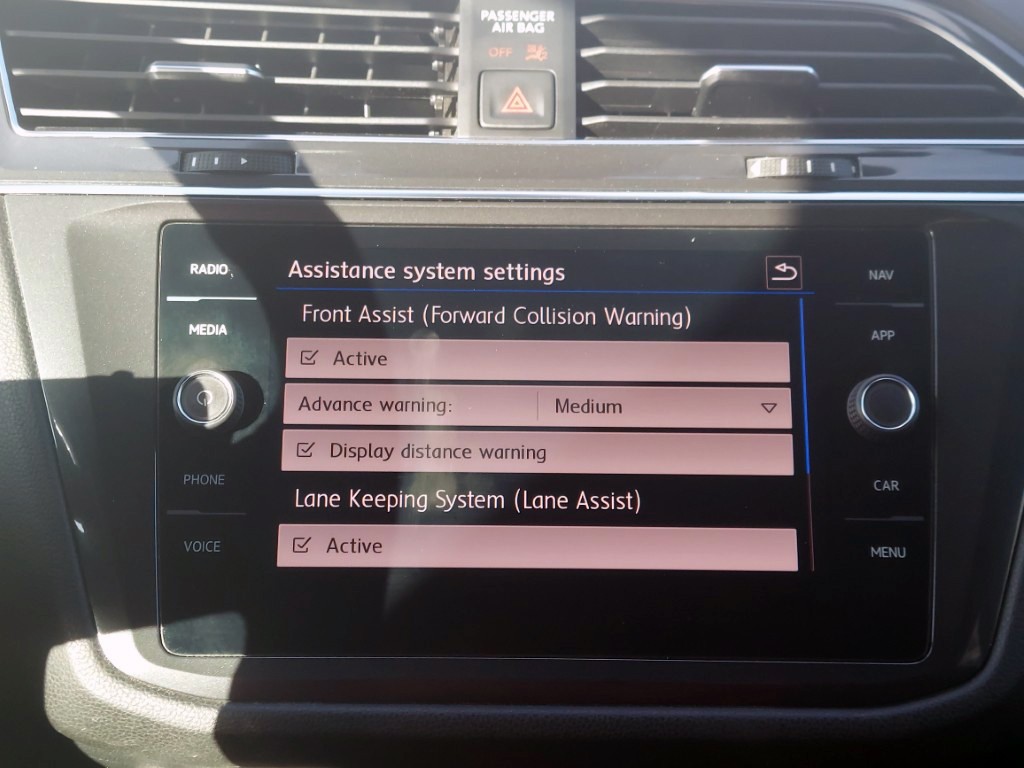 PASSENGER
AIR BAG
OFF
RADIO
MEDIA
PHONE
VOICE
Assistance system settings
Front Assist (Forward Collision Warning)
Active
Advance warning: Medium
Display distance warning
Lane Keeping System (Lane Assist)
Active
NAV
APP
CAR
MENU